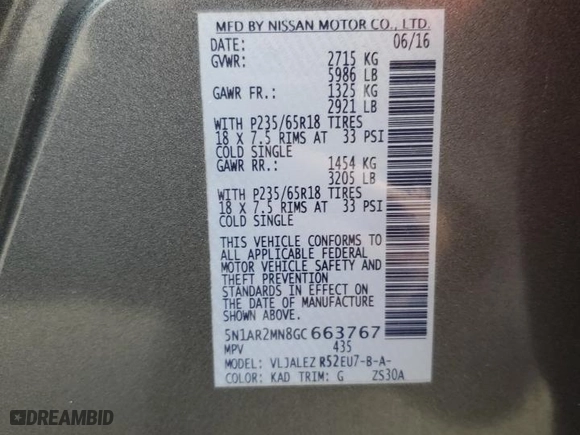 MFD BY NISSAN MOTOR CO., LTD.
DATE: 06/16
GVWR: 2715 KG
5986 LB
GAWR FR.: 1325 KG
2921 LB
WITH P235/65R18 TIRES
18 X 7.5 RIMS AT 33 PSI
COLD SINGLE
GAWR RR.: 1454 KG
3205 LB
WITH P235/65R18 TIRES
18 X 7.5 RIMS AT 33 PSI
COLD SINGLE
THIS VEHICLE CONFORMS TO
ALL APPLICABLE FEDERAL
MOTOR VEHICLE SAFETY AND
THEFT PREVENTION
STANDARDS IN EFFECT ON
THE DATE OF MANUFACTURE
SHOWN ABOVE.
5N1AR2MN8GC663767
MPV 435
MODEL: VLJALEZ R52EU7-B-A-
COLOR: KAD TRIM: G ZS30A
DREAMBID